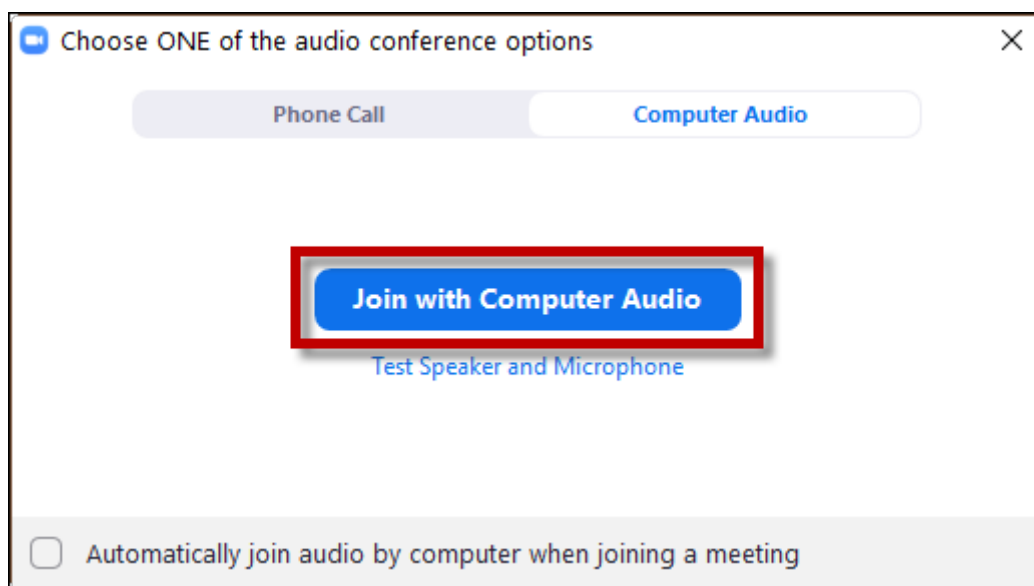 Choose ONE of the audio conference options
Phone Call
Computer Audio
Join with Computer Audio
Test Speaker and Microphone
Automatically join audio by computer when joining a meeting